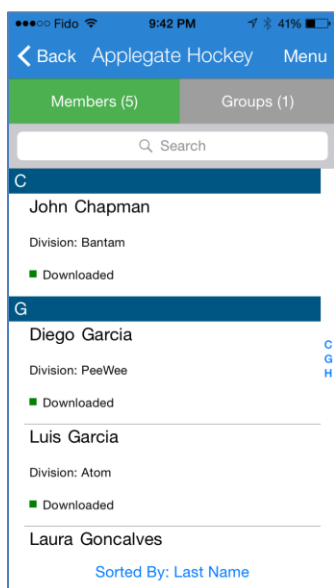 Fido 9:42 PM 41%
Back Applegate Hockey Menu
Members (5) Groups (1)
Search
C
John Chapman
Division: Bantam
Downloaded
G
Diego Garcia
Division: PeeWee
Downloaded
C
G
H
Luis Garcia
Division: Atom
Downloaded
Laura Goncalves
Sorted By: Last Name